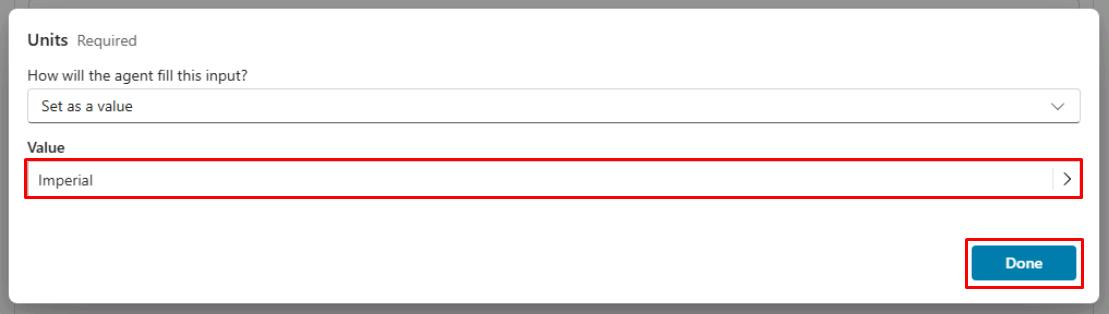 Units Required
How will the agent fill this input?
Set as a value
Value
Imperial
Done